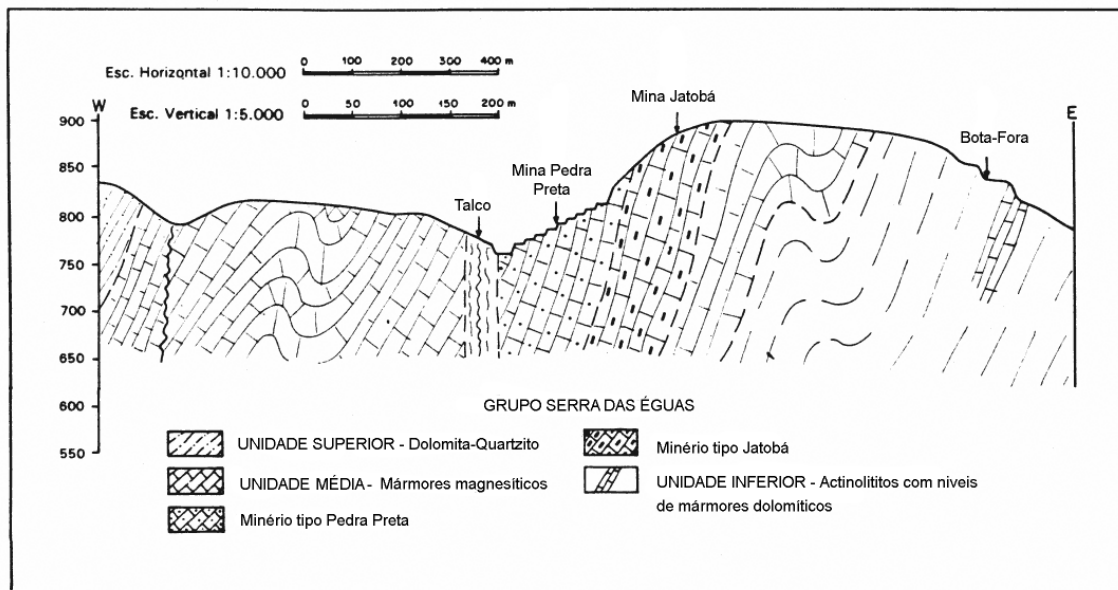 Esc. Horizontal 1:10.000
0 100 200 300 400 m
Esc. Vertical 1:5.000
0 50 100 150 200 m
W
E
900
850
800
750
700
650
600
550
Talco
Mina Pedra
Preta
Mina Jatobá
Bota-Fora
GRUPO SERRA DAS ÉGUAS
UNIDADE SUPERIOR - Dolomita-Quartzito
UNIDADE MÉDIA - Mármores magnesíticos
Minério tipo Pedra Preta
Minério tipo Jatobá
UNIDADE INFERIOR - Actinolititos com niveis
de mármores dolomíticos